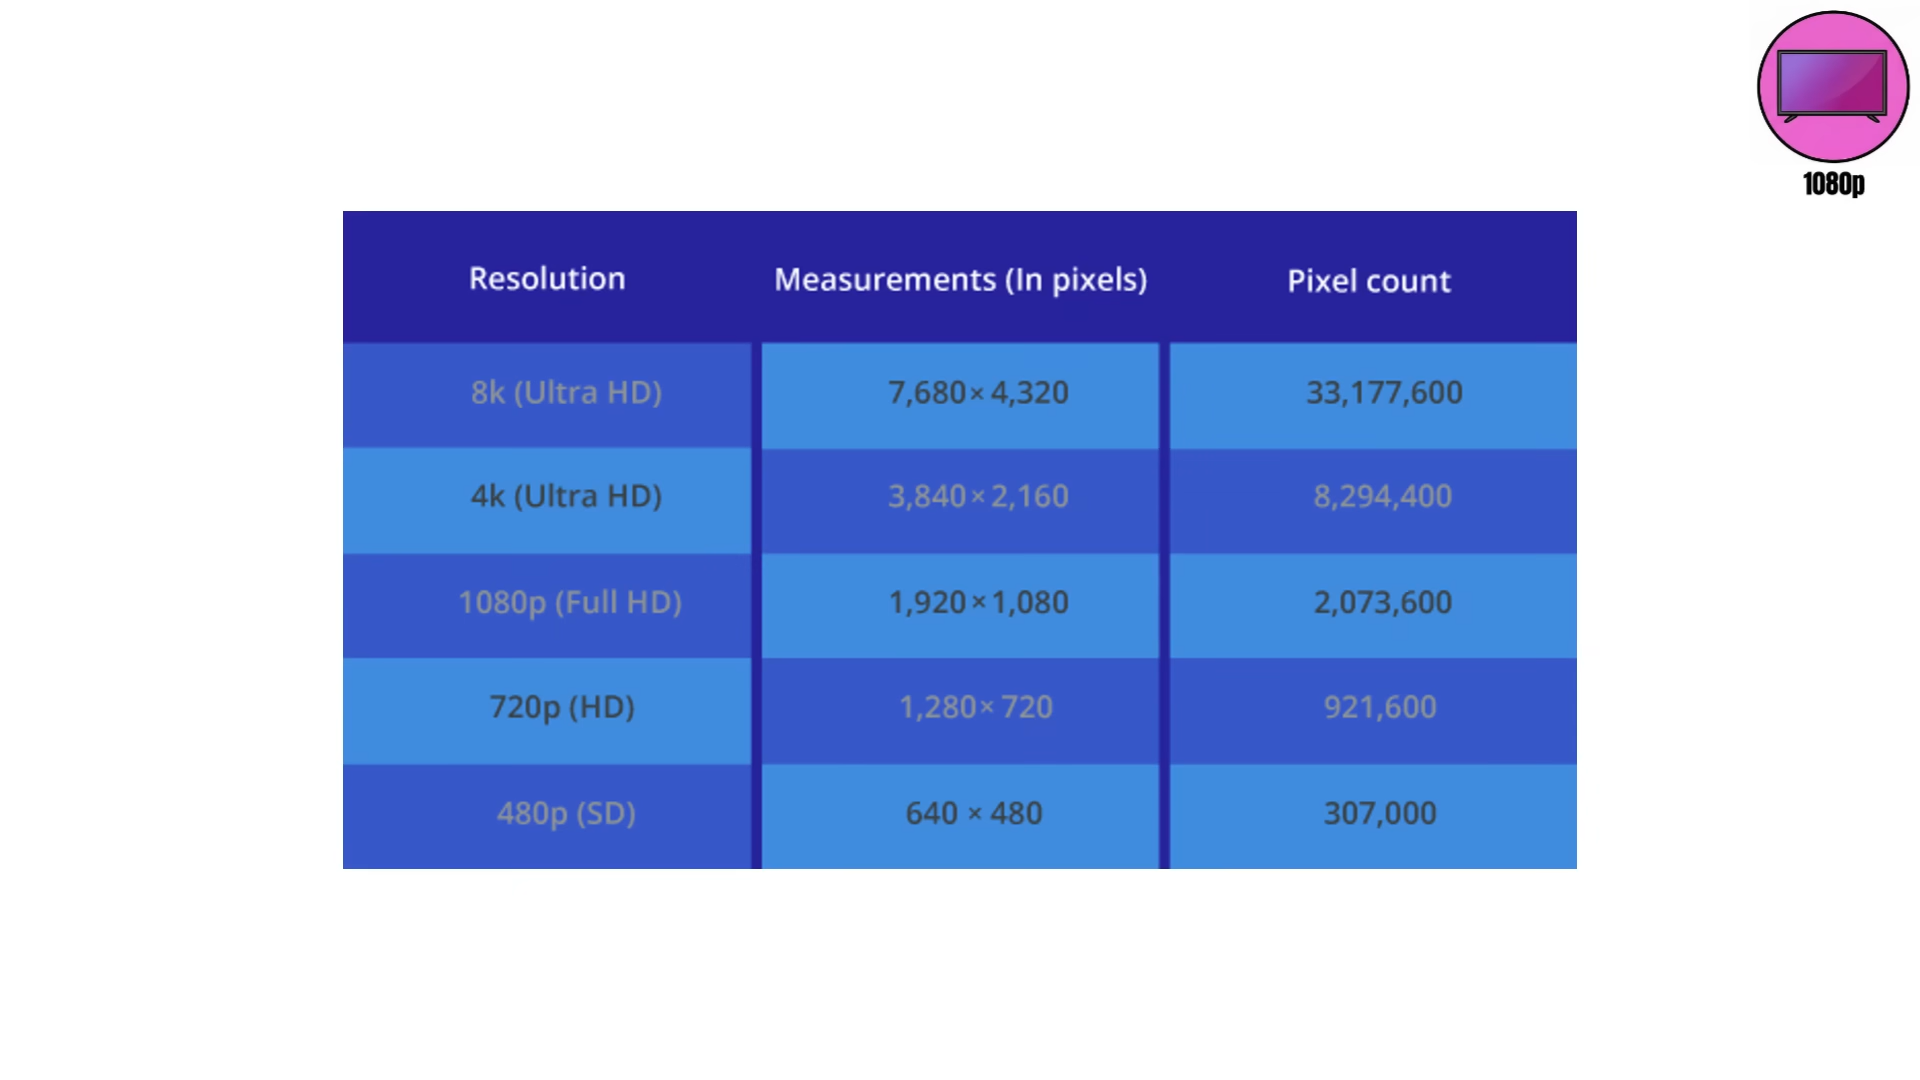 1080p
Resolution Measurements (In pixels) Pixel count
8k (Ultra HD) 7,680× 4,320 33,177,600
4k (Ultra HD) 3,840× 2,160 8,294,400
1080p (Full HD) 1,920×1,080 2,073,600
720p (HD) 1,280× 720 921,600
480p (SD) 640 × 480 307,000